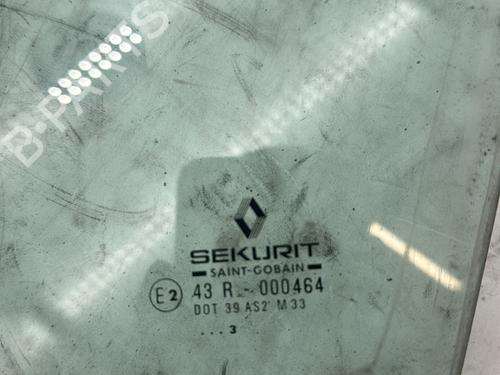 B-PARTS
SEKURIT
SAINT-GOBAIN
E2 43 R - 000464
DOT 39 AS2 M33
...3